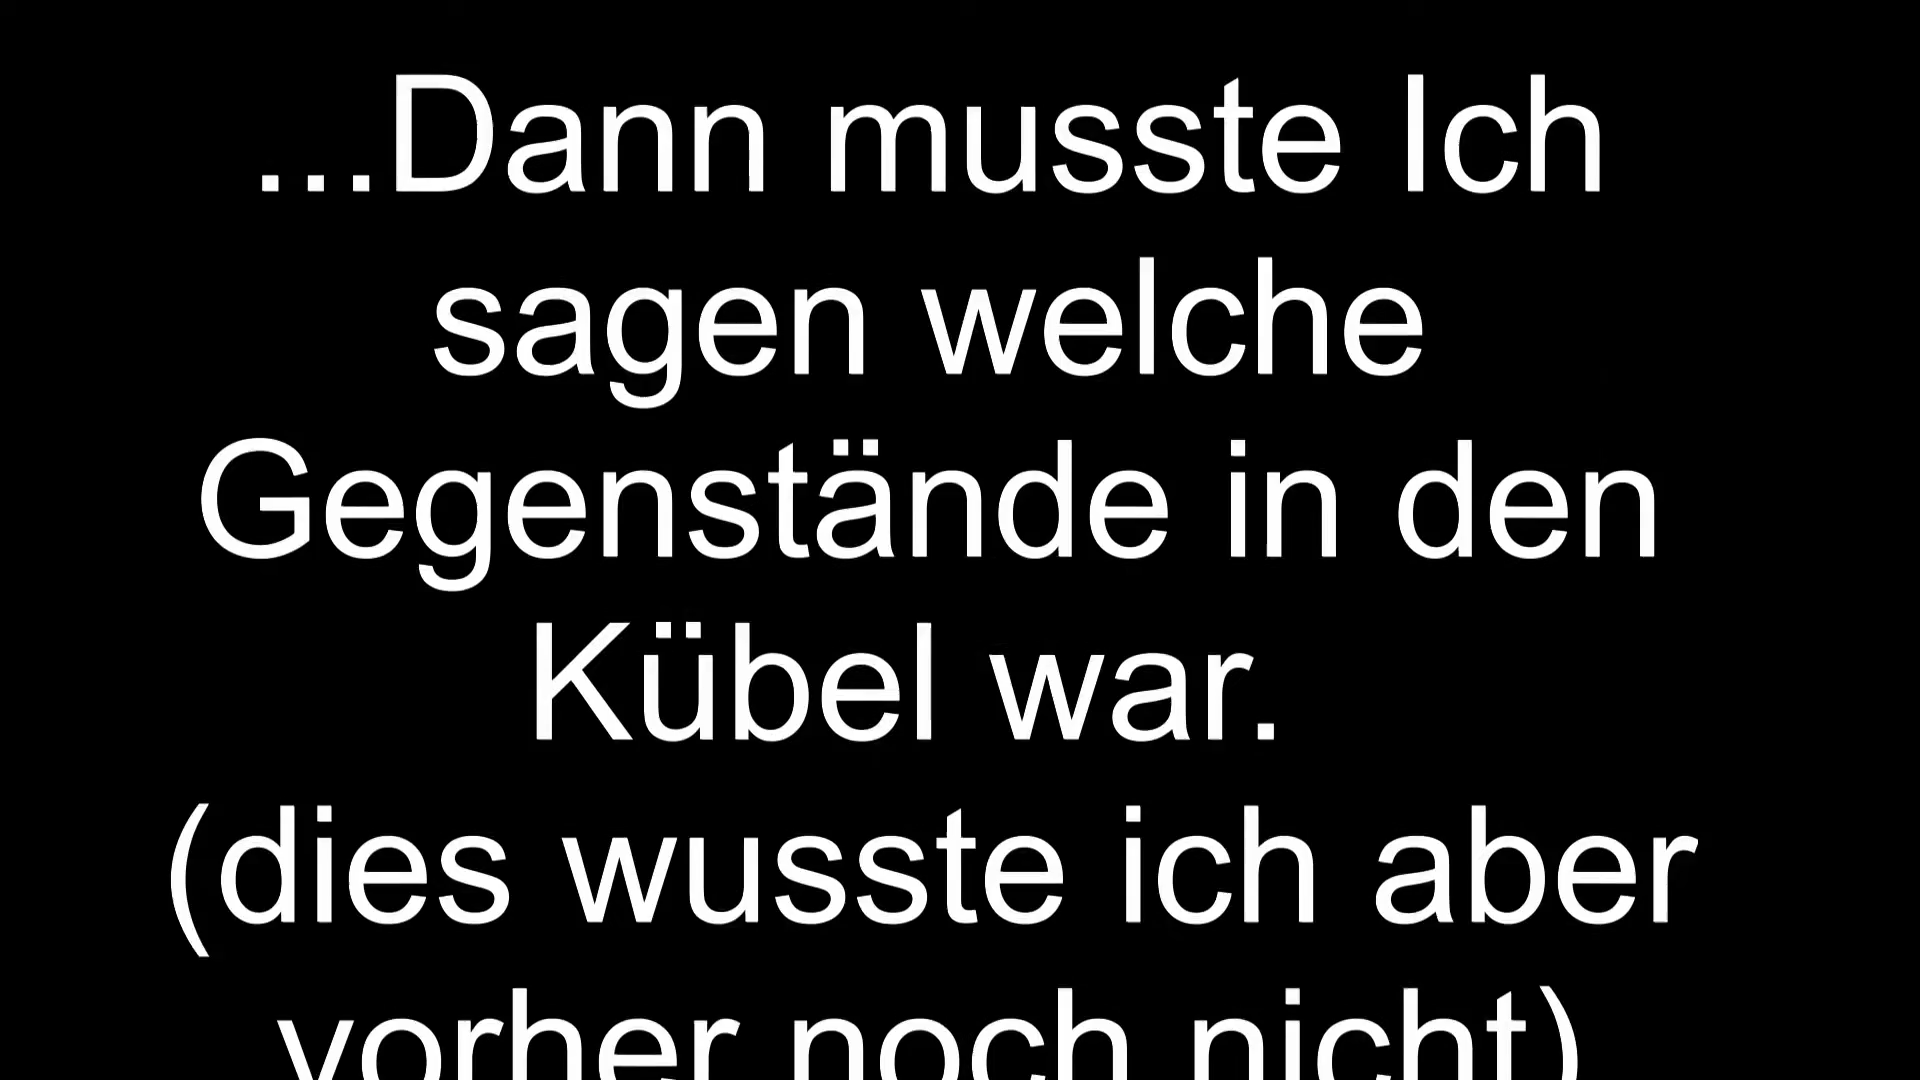 ...Dann musste Ich
sagen welche
Gegenstände in den
Kübel war.
(dies wusste ich aber
vorher noch nicht)